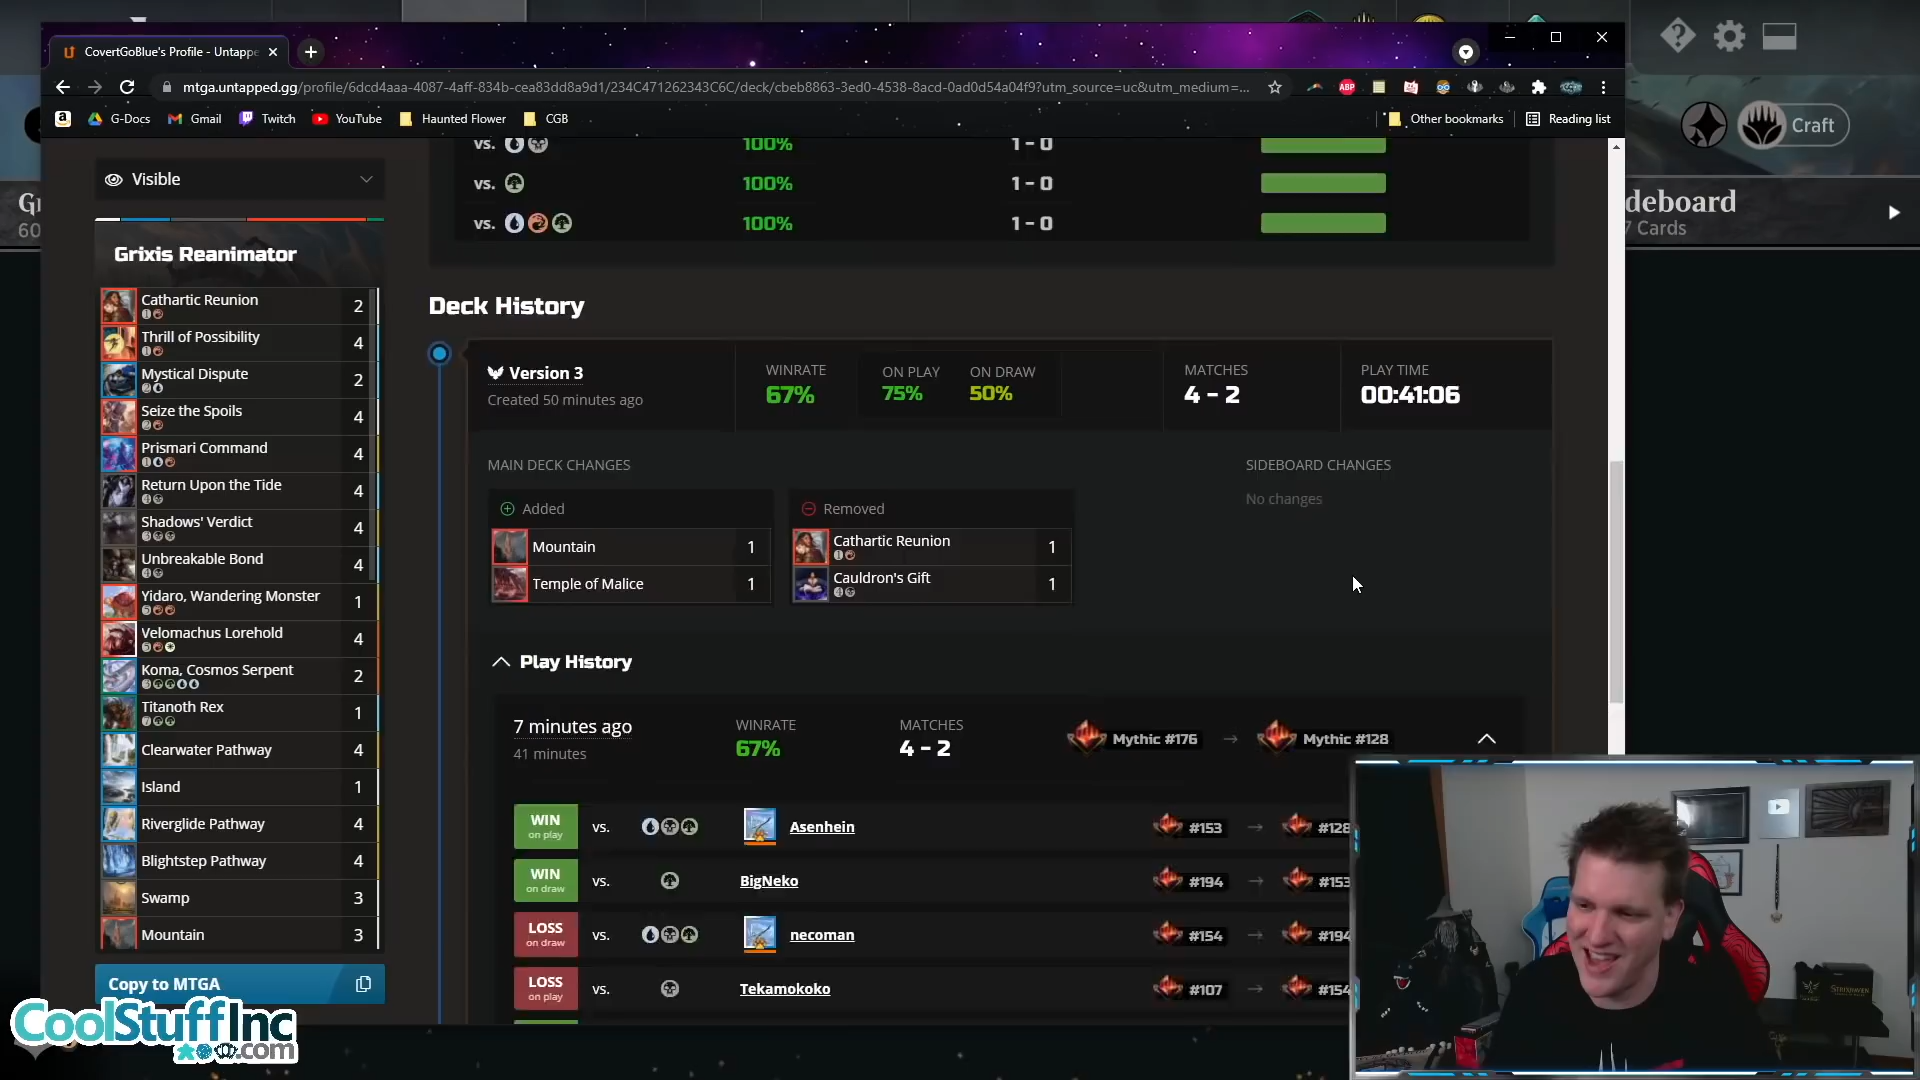 CovertGoBlue's Profile - Untappe
mtga.untapped.gg/profile/6dcd4aaa-4087-4aff-834b-cea83dd8a9d1/234C471262343C6C/deck/cbeb8863-3ed0-4538-8acd-0ad0d54a04f9?utm_source=uc&utm_medium=...
ABP
G-Docs
Gmail
Twitch
YouTube
Haunted Flower
CGB
Other bookmarks
Reading list
Craft
deboard
7 Cards
G
60
Visible
Grixis Reanimator
Cathartic Reunion 2
Thrill of Possibility 4
Mystical Dispute 2
Seize the Spoils 4
Prismari Command 4
Return Upon the Tide 4
Shadows' Verdict 4
Unbreakable Bond 4
Yidaro, Wandering Monster 1
Velomachus Lorehold 4
Koma, Cosmos Serpent 2
Titanoth Rex 1
Clearwater Pathway 4
Island 1
Riverglide Pathway 4
Blightstep Pathway 4
Swamp 3
Mountain 3
Copy to MTGA
CoolStuffInc
.com
vs. 100% 1 - 0
vs. 100% 1 - 0
vs. 100% 1 - 0
Deck History
Version 3
Created 50 minutes ago
WINRATE
67%
ON PLAY
75%
ON DRAW
50%
MATCHES
4 - 2
PLAY TIME
00:41:06
MAIN DECK CHANGES
SIDEBOARD CHANGES
No changes
Added
Mountain 1
Temple of Malice 1
Removed
Cathartic Reunion 1
Cauldron's Gift 1
Play History
7 minutes ago
41 minutes
WINRATE
67%
MATCHES
4 - 2
Mythic #176 → Mythic #128
WIN
on play
vs. Asenhein #153 → #128
WIN
on draw
vs. BigNeko #194 → #153
LOSS
on draw
vs. necoman #154 → #194
LOSS
on play
vs. Tekamokoko #107 → #154